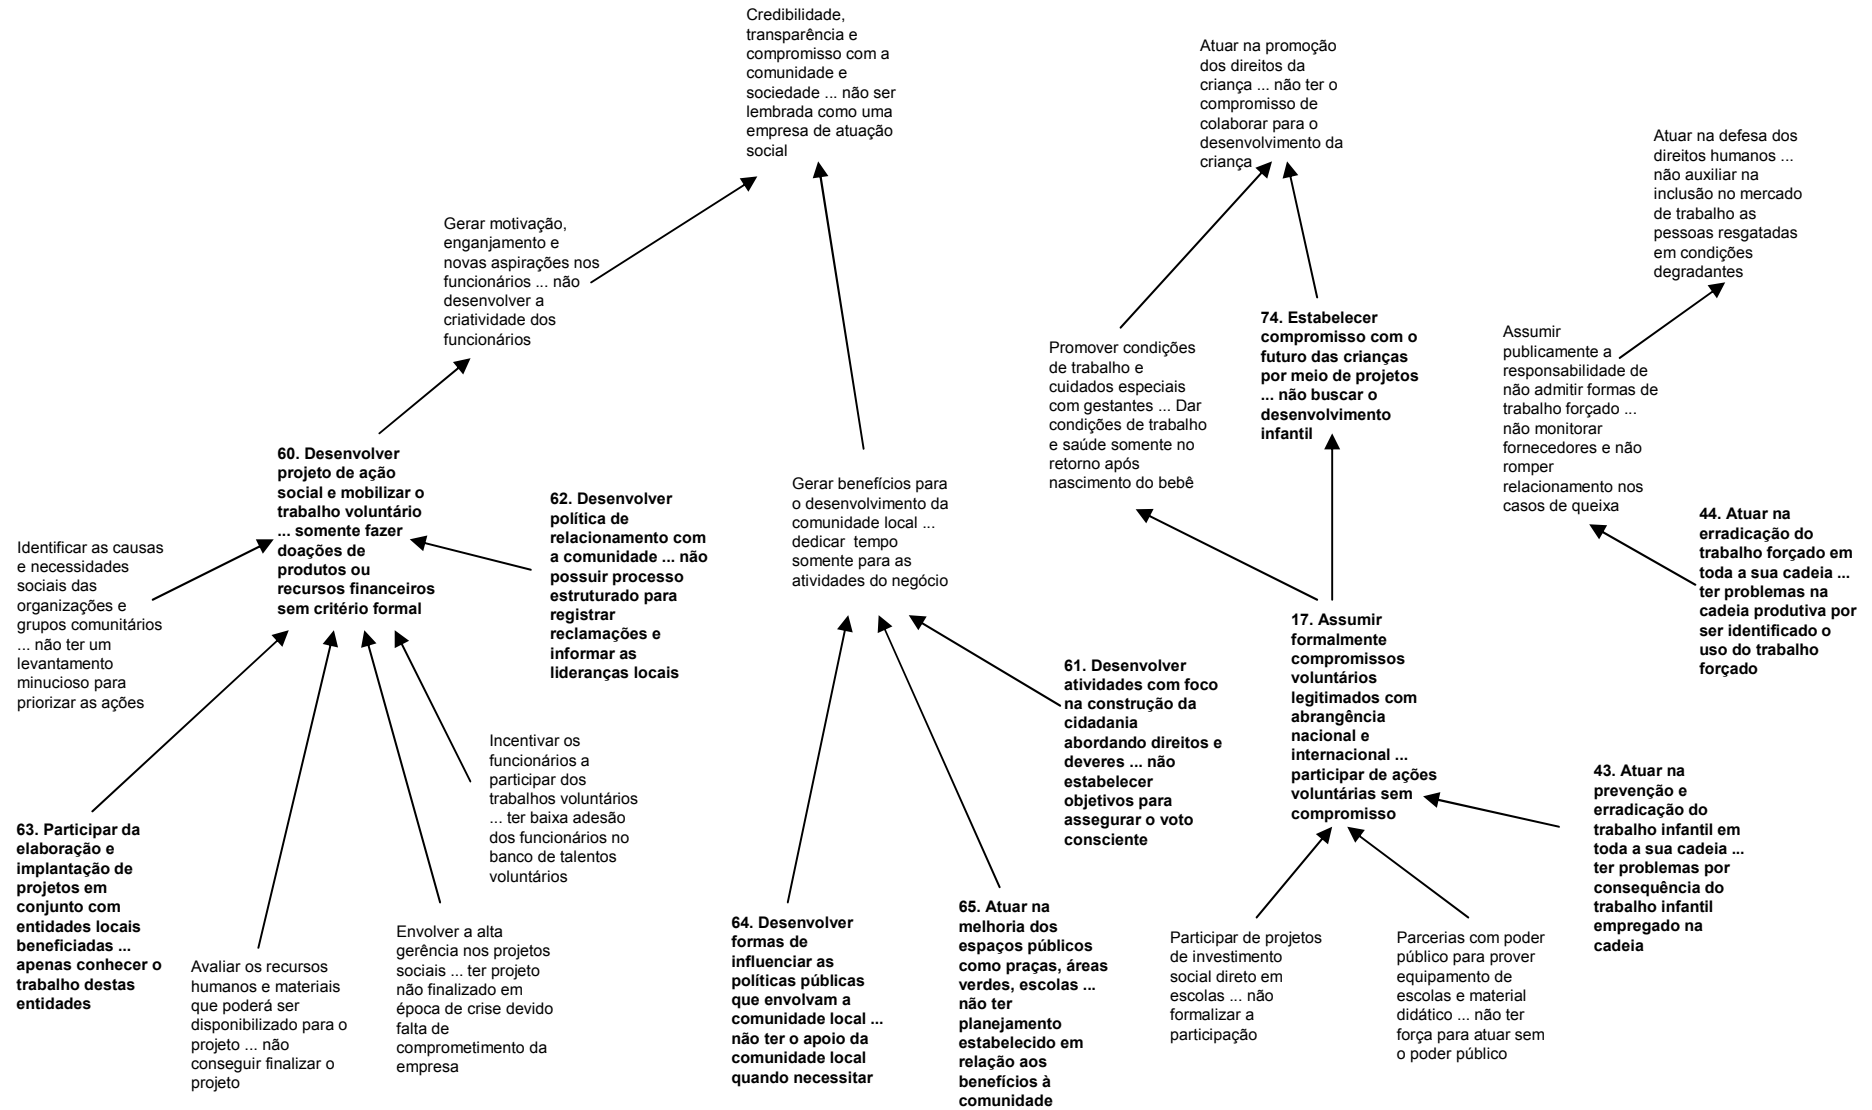 Credibilidade,
transparência e
compromisso com a
comunidade e
sociedade ... não ser
lembrada como uma
empresa de atuação
social
Atuar na promoção
dos direitos da
criança ... não ter o
compromisso de
colaborar para o
desenvolvimento da
criança
Atuar na defesa dos
direitos humanos ...
não auxiliar na
inclusão no mercado
de trabalho as
pessoas resgatadas
em condições
degradantes
Gerar motivação,
enganjamento e
novas aspirações nos
funcionários ... não
desenvolver a
criatividade dos
funcionários
Promover condições
de trabalho e
cuidados especiais
com gestantes ... Dar
condições de trabalho
e saúde somente no
retorno após
nascimento do bebê
74. Estabelecer
compromisso com o
futuro das crianças
por meio de projetos
... não buscar o
desenvolvimento
infantil
Assumir
publicamente a
responsabilidade de
não admitir formas de
trabalho forçado ...
não monitorar
fornecedores e não
romper
relacionamento nos
casos de queixa
60. Desenvolver
projeto de ação
social e mobilizar o
trabalho voluntário
... somente fazer
doações de
produtos ou
recursos financeiros
sem critério formal
62. Desenvolver
política de
relacionamento com
a comunidade ... não
possuir processo
estruturado para
registrar
reclamações e
informar as
lideranças locais
Gerar benefícios para
o desenvolvimento da
comunidade local ...
dedicar tempo
somente para as
atividades do negócio
44. Atuar na
erradicação do
trabalho forçado em
toda a sua cadeia ...
ter problemas na
cadeia produtiva por
ser identificado o
uso do trabalho
forçado
Identificar as causas
e necessidades
sociais das
organizações e
grupos comunitários
... não ter um
levantamento
minucioso para
priorizar as ações
17. Assumir
formalmente
compromissos
voluntários
legitimados com
abrangência
nacional e
internacional ...
participar de ações
voluntárias sem
compromisso
61. Desenvolver
atividades com foco
na construção da
cidadania
abordando direitos e
deveres ... não
estabelecer
objetivos para
assegurar o voto
consciente
Incentivar os
funcionários a
participar dos
trabalhos voluntários
... ter baixa adesão
dos funcionários no
banco de talentos
voluntários
43. Atuar na
prevenção e
erradicação do
trabalho infantil em
toda a sua cadeia ...
ter problemas por
consequência do
trabalho infantil
empregado na
cadeia
63. Participar da
elaboração e
implantação de
projetos em
conjunto com
entidades locais
beneficiadas ...
apenas conhecer o
trabalho destas
entidades
Avaliar os recursos
humanos e materiais
que poderá ser
disponibilizado para o
projeto ... não
conseguir finalizar o
projeto
Envolver a alta
gerência nos projetos
sociais ... ter projeto
não finalizado em
época de crise devido
falta de
comprometimento da
empresa
64. Desenvolver
formas de
influenciar as
políticas públicas
que envolvam a
comunidade local ...
não ter o apoio da
comunidade local
quando necessitar
65. Atuar na
melhoria dos
espaços públicos
como praças, áreas
verdes, escolas ...
não ter
planejamento
estabelecido em
relação aos
benefícios à
comunidade
Participar de projetos
de investimento
social direto em
escolas ... não
formalizar a
participação
Parcerias com poder
público para prover
equipamento de
escolas e material
didático ... não ter
força para atuar sem
o poder público